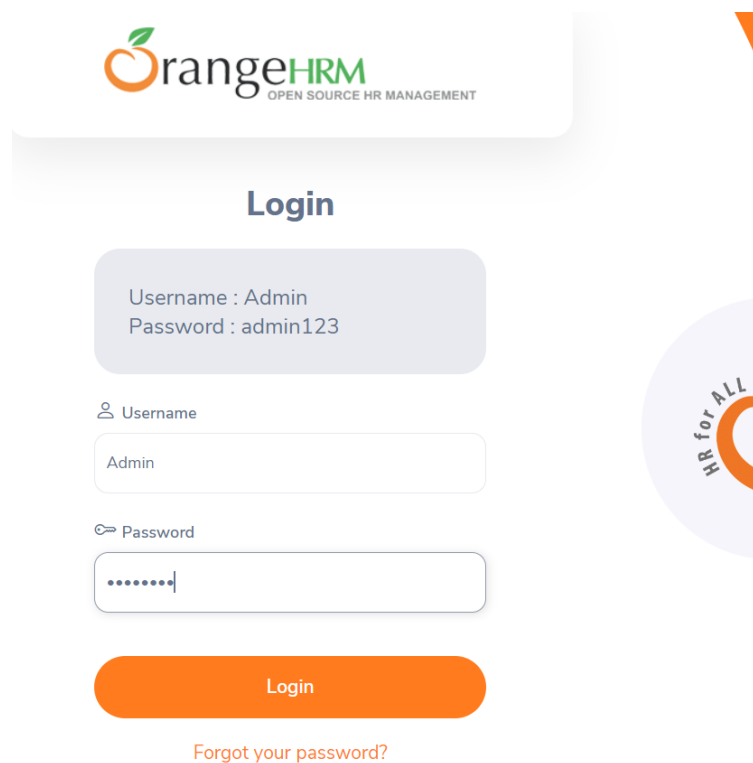 OrangeHRM
OPEN SOURCE HR MANAGEMENT
Login
Username : Admin
Password : admin123
Username
Admin
Password
••••••••
Login
Forgot your password?
HR for ALL